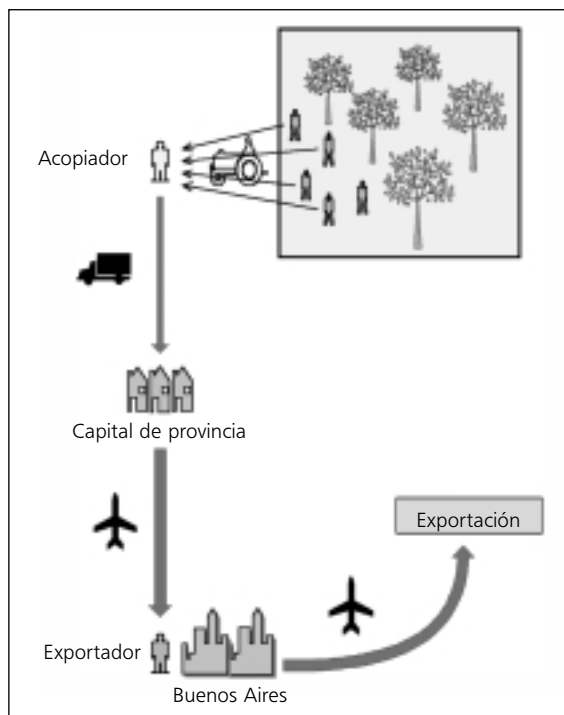 Acopiador
Capital de provincia
Exportación
Exportador
Buenos Aires